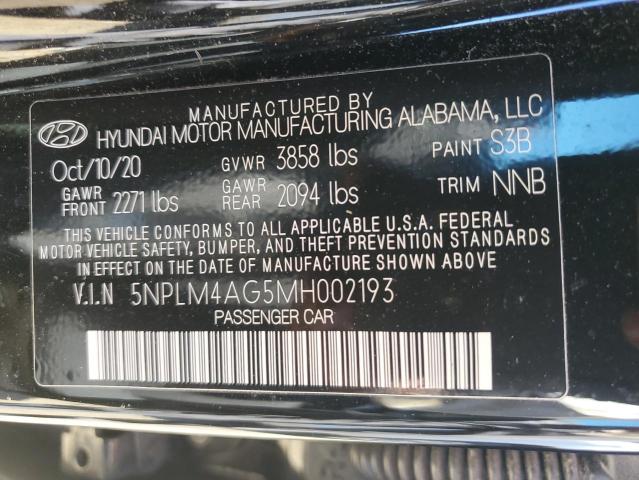 MANUFACTURED BY
HYUNDAI MOTOR MANUFACTURING ALABAMA, LLC
Oct/10/20 GVWR 3858 lbs PAINT S3B
GAWR FRONT 2271 lbs GAWR REAR 2094 lbs TRIM NNB
THIS VEHICLE CONFORMS TO ALL APPLICABLE U.S.A. FEDERAL
MOTOR VEHICLE SAFETY, BUMPER, AND THEFT PREVENTION STANDARDS
IN EFFECT ON THE DATE OF MANUFACTURE SHOWN ABOVE
V.I.N 5NPLM4AG5MH002193
PASSENGER CAR